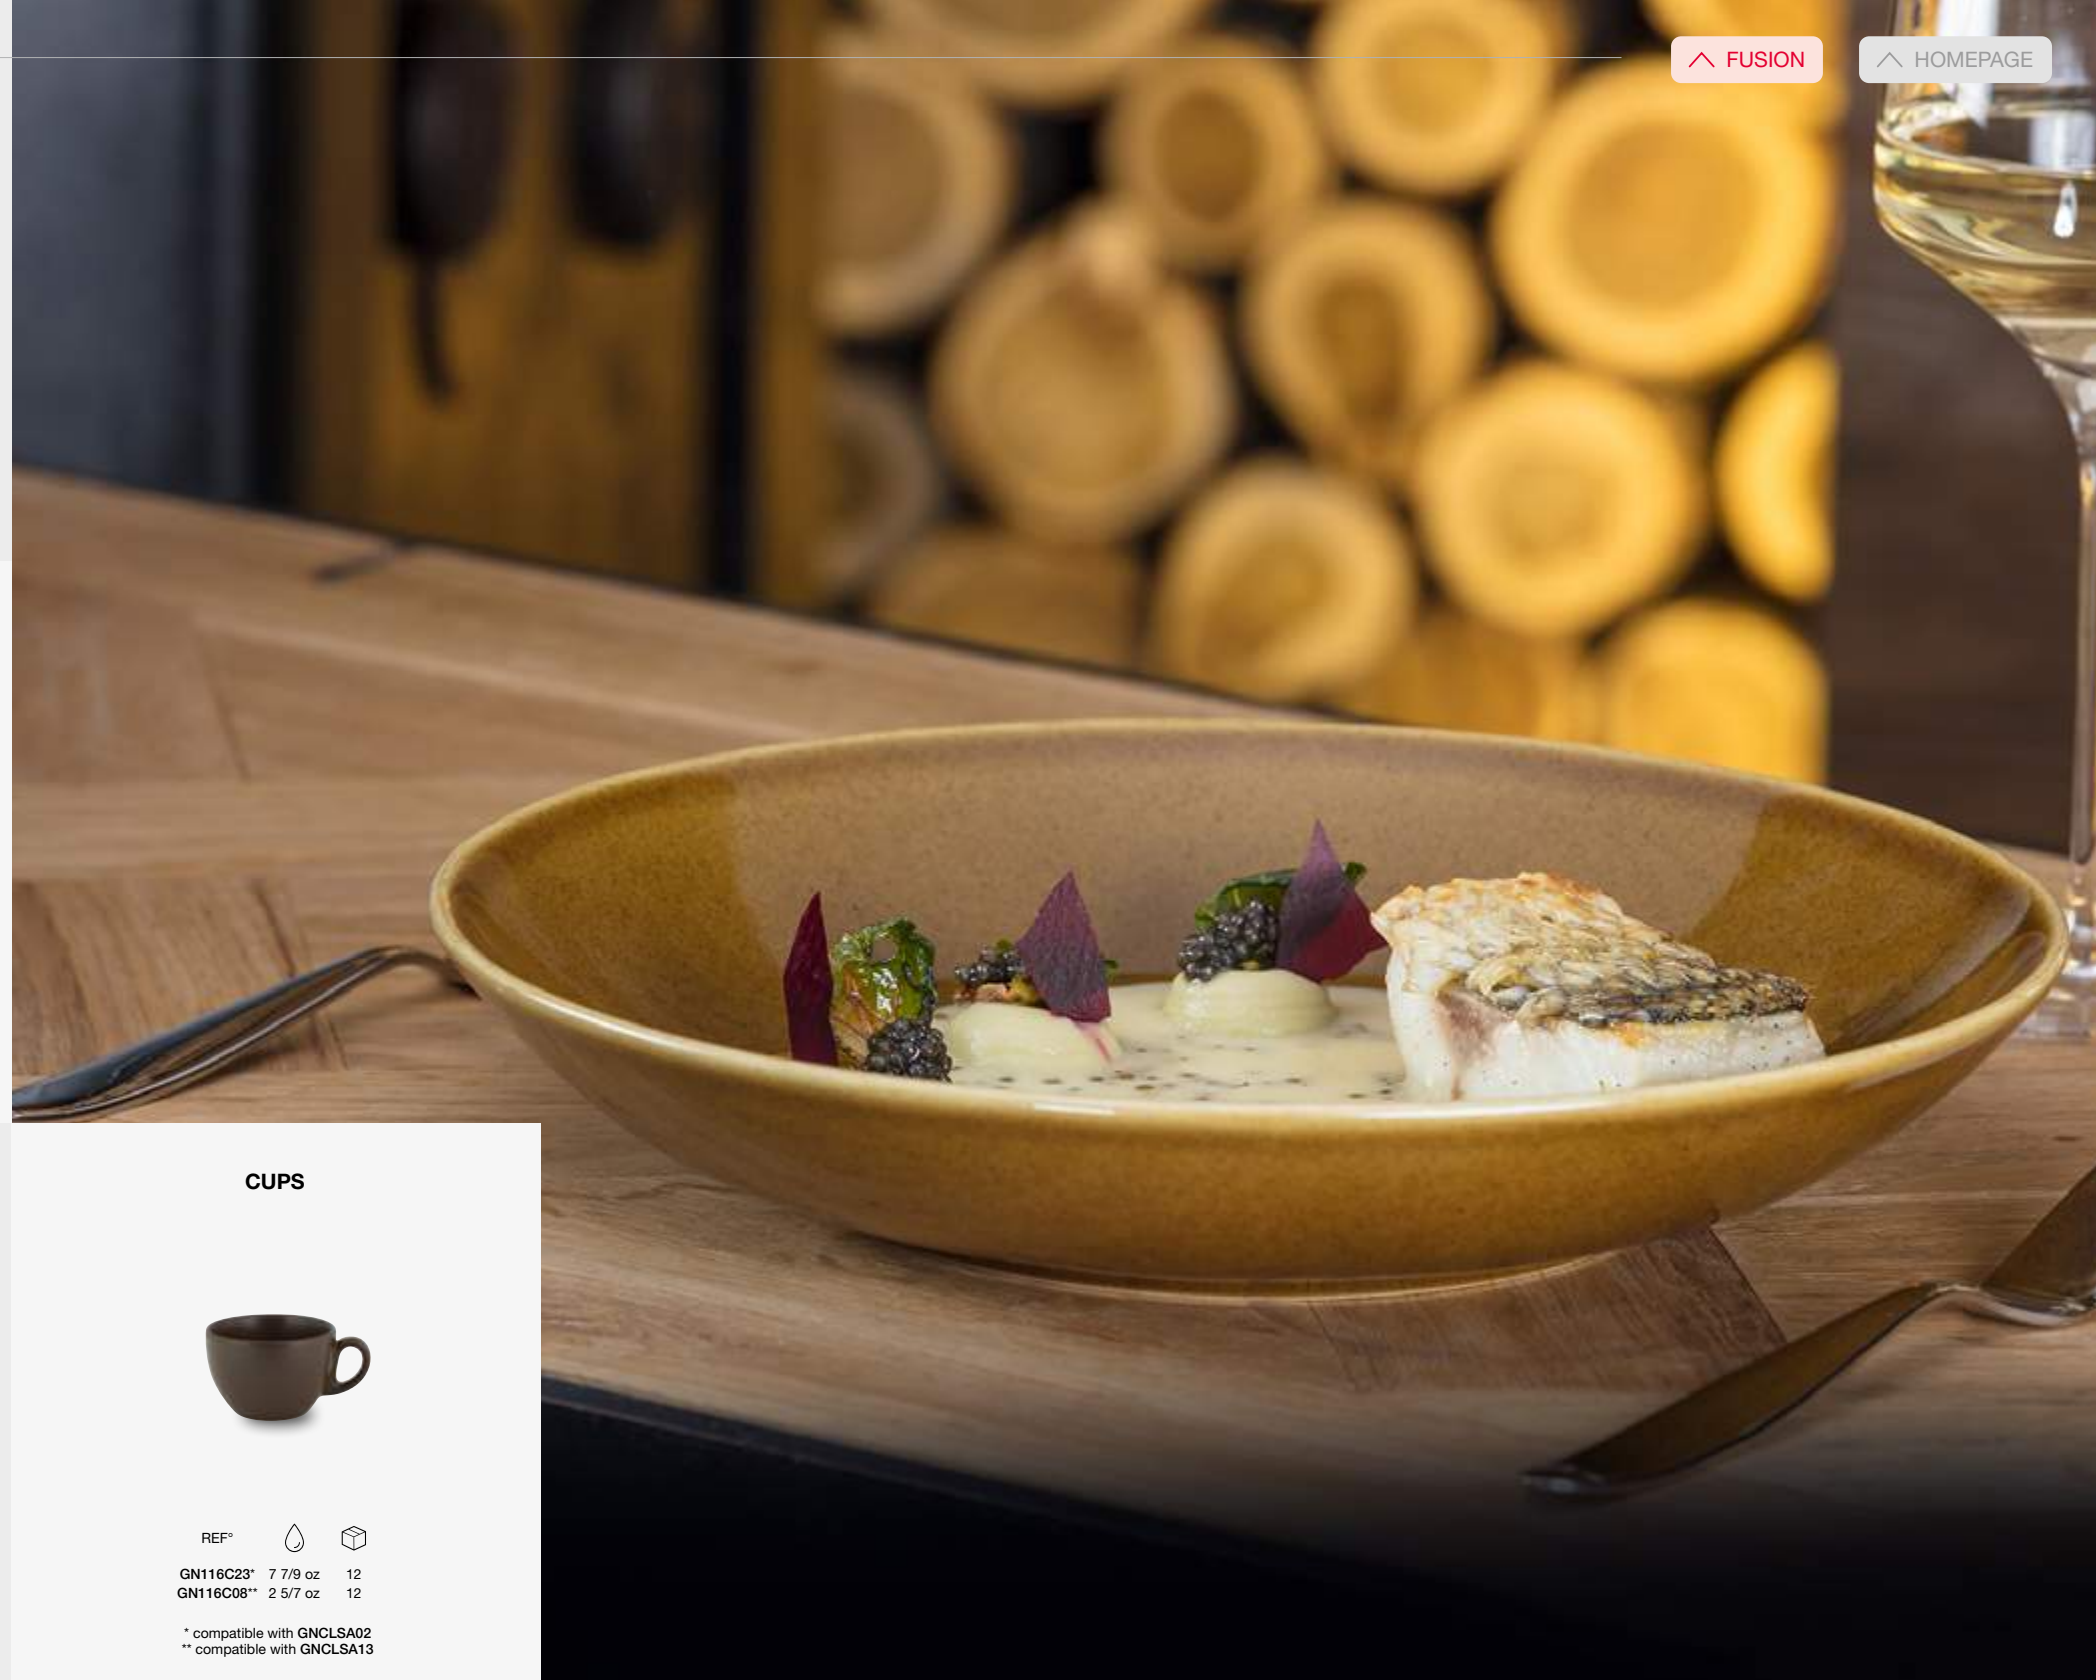 FUSION
HOMEPAGE
CUPS
REF°
GN116C23* 7 7/9 oz 12
GN116C08** 2 5/7 oz 12
* compatible with GNCLSA02
** compatible with GNCLSA13